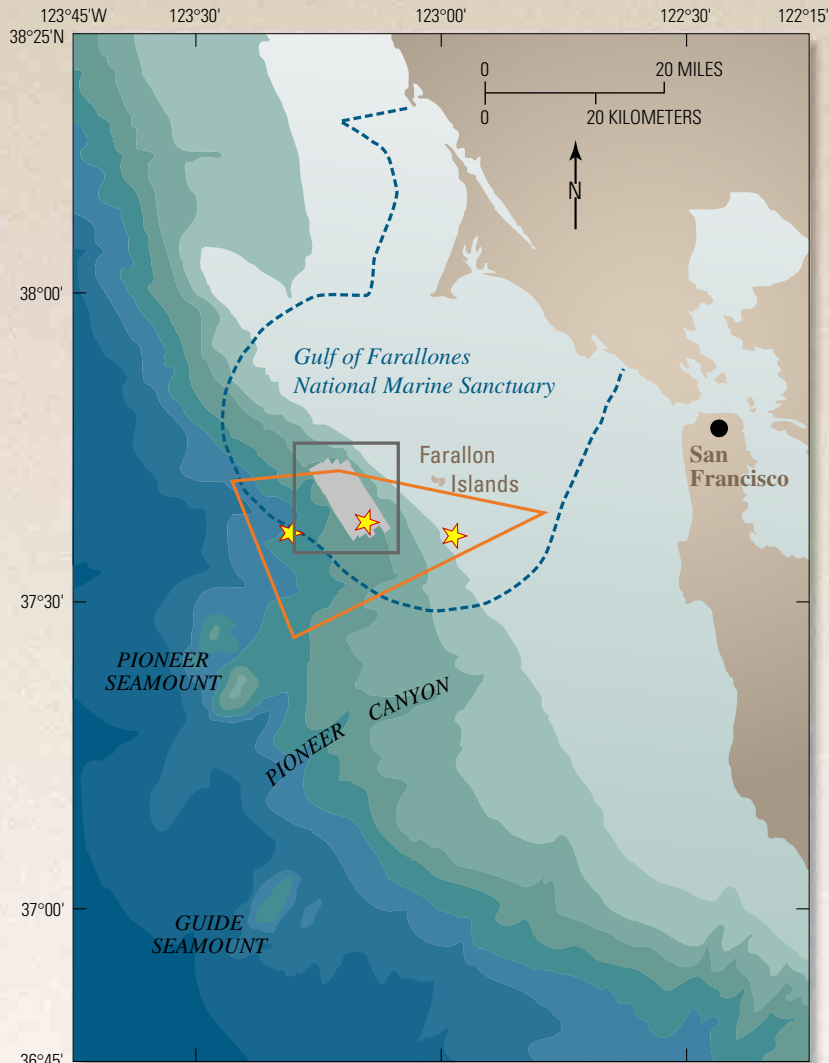 123°45'W
123°30'
123°00'
122°30'
122°15'
38°25'N
0
20 MILES
0
20 KILOMETERS
N
38°00'
Gulf of Farallones
National Marine Sanctuary
Farallon
Islands
San
Francisco
37°30'
PIONEER
SEAMOUNT
PIONEER CANYON
37°00'
GUIDE
SEAMOUNT
36°45'